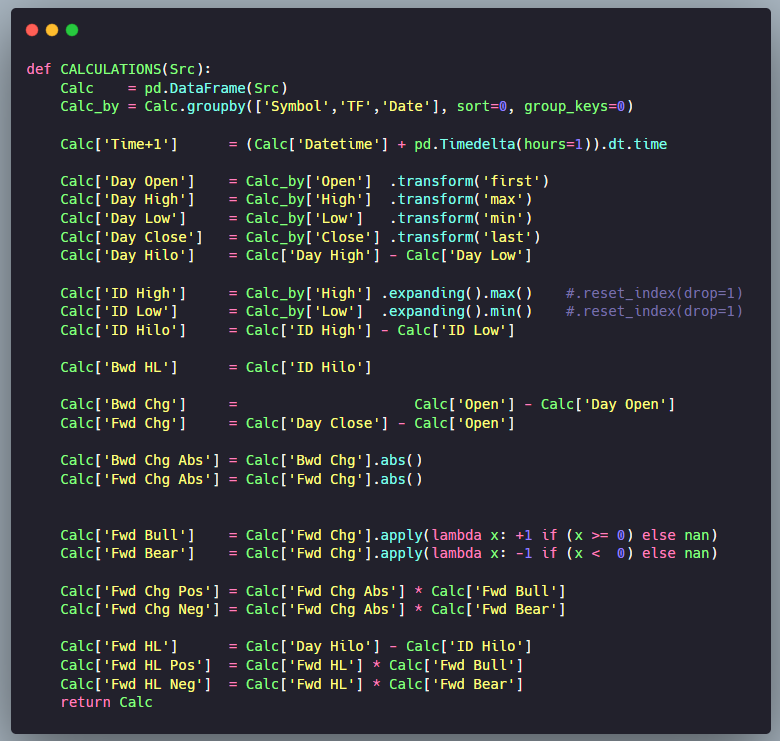 def CALCULATIONS(Src):
    Calc    = pd.DataFrame(Src)
    Calc_by = Calc.groupby(['Symbol','TF','Date'], sort=0, group_keys=0)

    Calc['Time+1']      = (Calc['Datetime'] + pd.Timedelta(hours=1)).dt.time

    Calc['Day Open']    = Calc_by['Open']  .transform('first')
    Calc['Day High']    = Calc_by['High']  .transform('max')
    Calc['Day Low']     = Calc_by['Low']   .transform('min')
    Calc['Day Close']   = Calc_by['Close'] .transform('last')
    Calc['Day Hilo']    = Calc['Day High'] - Calc['Day Low']

    Calc['ID High']     = Calc_by['High'] .expanding().max()    #.reset_index(drop=1)
    Calc['ID Low']      = Calc_by['Low']  .expanding().min()    #.reset_index(drop=1)
    Calc['ID Hilo']     = Calc['ID High'] - Calc['ID Low']

    Calc['Bwd HL']      = Calc['ID Hilo']

    Calc['Bwd Chg']     =                     Calc['Open'] - Calc['Day Open']
    Calc['Fwd Chg']     = Calc['Day Close'] - Calc['Open']

    Calc['Bwd Chg Abs'] = Calc['Bwd Chg'].abs()
    Calc['Fwd Chg Abs'] = Calc['Fwd Chg'].abs()


    Calc['Fwd Bull']    = Calc['Fwd Chg'].apply(lambda x: +1 if (x >= 0) else nan)
    Calc['Fwd Bear']    = Calc['Fwd Chg'].apply(lambda x: -1 if (x <  0) else nan)

    Calc['Fwd Chg Pos'] = Calc['Fwd Chg Abs'] * Calc['Fwd Bull']
    Calc['Fwd Chg Neg'] = Calc['Fwd Chg Abs'] * Calc['Fwd Bear']

    Calc['Fwd HL']      = Calc['Day Hilo'] - Calc['ID Hilo']
    Calc['Fwd HL Pos']  = Calc['Fwd HL'] * Calc['Fwd Bull']
    Calc['Fwd HL Neg']  = Calc['Fwd HL'] * Calc['Fwd Bear']
    return Calc